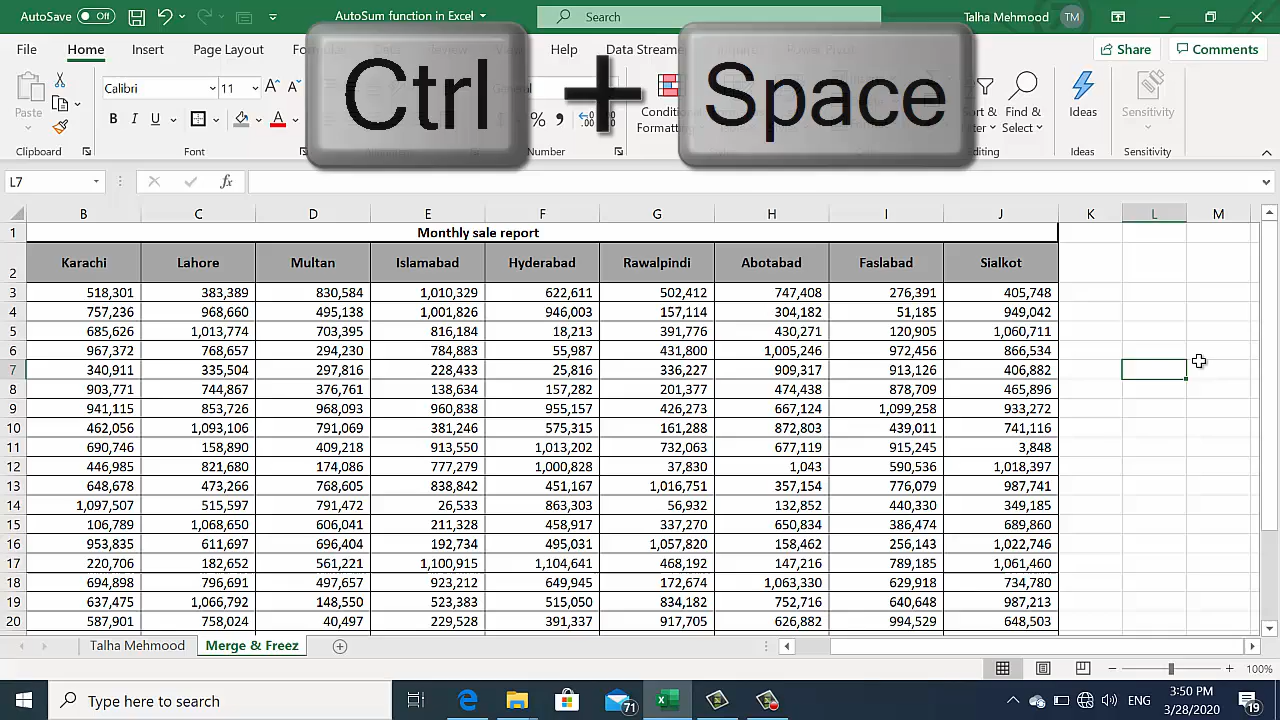 AutoSave Off AutoSum function in Excel Search Talha Mehmood TM
File Home Insert Page Layout Help Data Streamer Share Comments
Ctrl + Space
Calibri 11
Paste B I U A % Conditional Formatting Find & Select Ideas Sensitivity
Clipboard Font Number Editing Ideas Sensitivity
L7 fx
B C D E F G H I J K L M
1 Monthly sale report
2 Karachi Lahore Multan Islamabad Hyderabad Rawalpindi Abotabad Faslabad Sialkot
3 518,301 383,389 830,584 1,010,329 622,611 502,412 747,408 276,391 405,748
4 757,236 968,660 495,138 1,001,826 946,003 157,114 304,182 51,185 949,042
5 685,626 1,013,774 703,395 816,184 18,213 391,776 430,271 120,905 1,060,711
6 967,372 768,657 294,230 784,883 55,987 431,800 1,005,246 972,456 866,534
7 340,911 335,504 297,816 228,433 25,816 336,227 909,317 913,126 406,882
8 903,771 744,867 376,761 138,634 157,282 201,377 474,438 878,709 465,896
9 941,115 853,726 968,093 960,838 955,157 426,273 667,124 1,099,258 933,272
10 462,056 1,093,106 791,069 381,246 575,315 161,288 872,803 439,011 741,116
11 690,746 158,890 409,218 913,550 1,013,202 732,063 677,119 915,245 3,848
12 446,985 821,680 174,086 777,279 1,000,828 37,830 1,043 590,536 1,018,397
13 648,678 473,266 768,605 838,842 451,167 1,016,751 357,154 776,079 987,741
14 1,097,507 515,597 791,472 26,533 863,303 56,932 132,852 440,330 349,185
15 106,789 1,068,650 606,041 211,328 458,917 337,270 650,834 386,474 689,860
16 953,835 611,697 696,404 192,734 495,031 1,057,820 158,462 256,143 1,022,746
17 220,706 182,652 561,221 1,100,915 1,104,641 468,192 147,216 789,185 1,061,460
18 694,898 796,691 497,657 923,212 649,945 172,674 1,063,330 629,918 734,780
19 637,475 1,066,792 148,550 523,383 515,050 834,182 752,716 640,648 987,213
20 587,901 758,024 40,497 229,528 391,337 917,705 626,882 994,529 648,503
Talha Mehmood Merge & Freez
100%
Type here to search 71 ENG 3:50 PM 19
3/28/2020